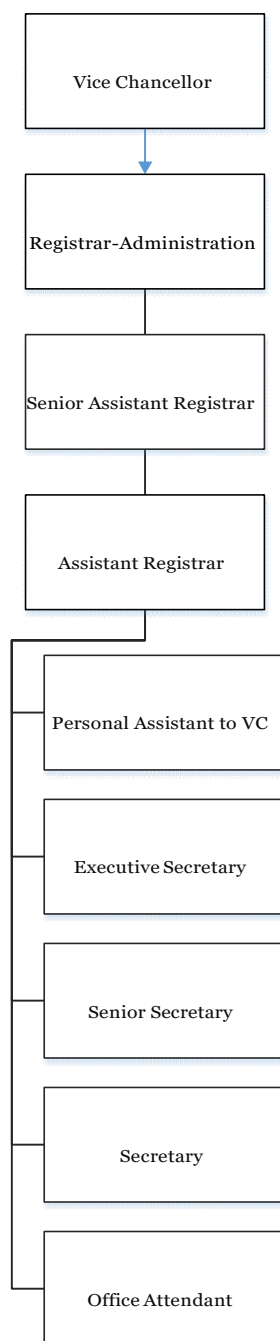 Vice Chancellor
Registrar-Administration
Senior Assistant Registrar
Assistant Registrar
Personal Assistant to VC
Executive Secretary
Senior Secretary
Secretary
Office Attendant